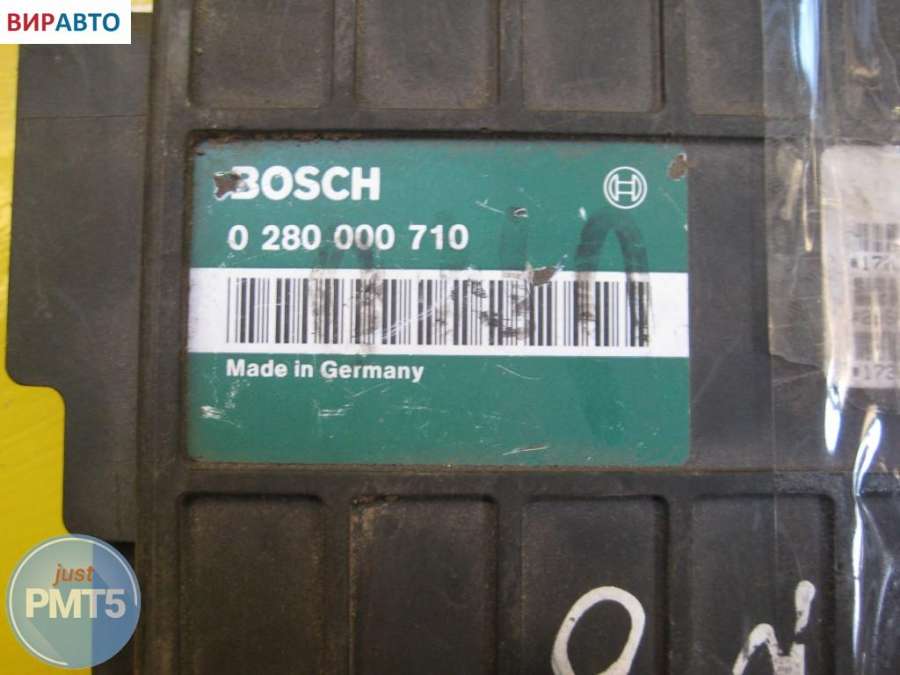 ВИРАВТО
BOSCH
0 280 000 710
Made in Germany
just
PMT5